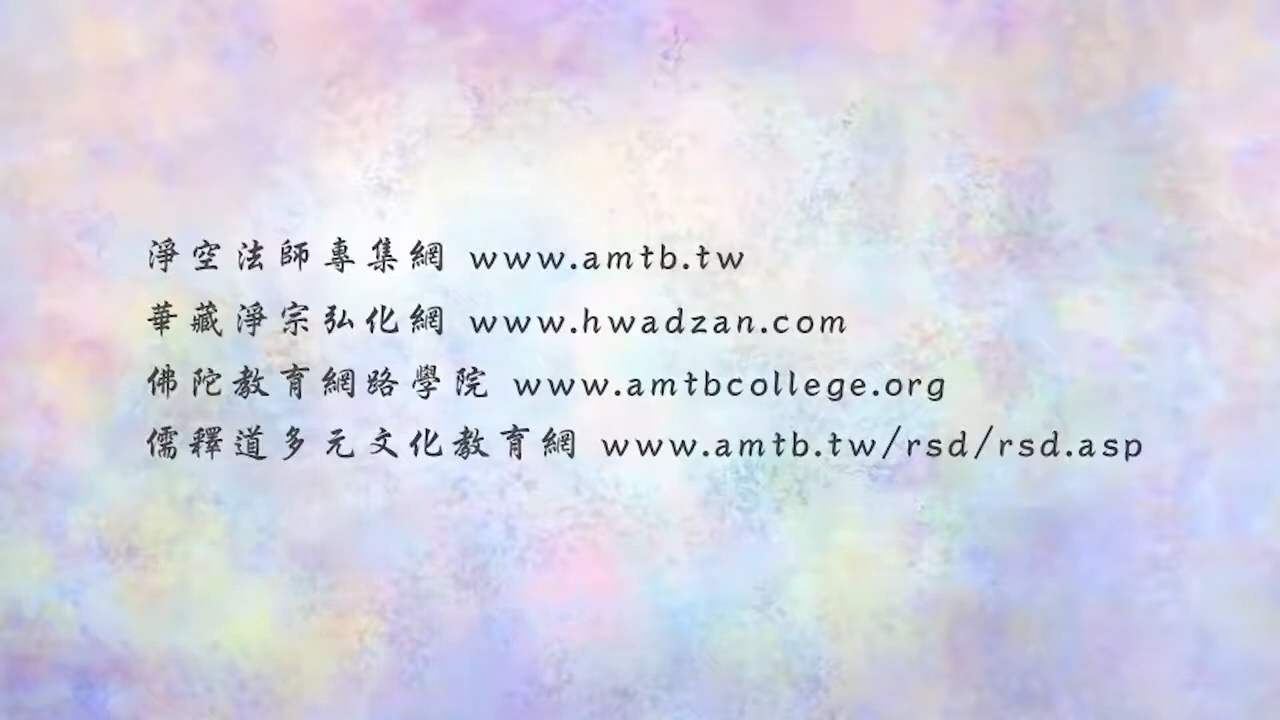 淨空法師專集網 www.amtb.tw
華藏淨宗弘化網 www.hwadzan.com
佛陀教育網路學院 www.amtbcollege.org
儒釋道多元文化教育網 www.amtb.tw/rsd/rsd.asp